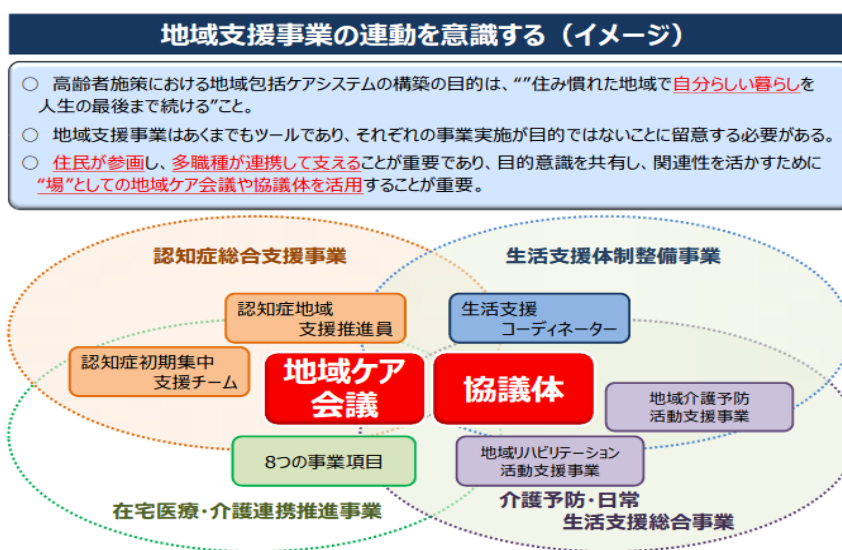 地域支援事業の連動を意識する（イメージ）
○ 高齢者施策における地域包括ケアシステムの構築の目的は、“”住み慣れた地域で自分らしい暮らしを
人生の最後まで続ける”こと。
○ 地域支援事業はあくまでもツールであり、それぞれの事業実施が目的ではないことに留意する必要がある。
○ 住民が参画し、多職種が連携して支えることが重要であり、目的意識を共有し、関連性を活かすために
“場”としての地域ケア会議や協議体を活用することが重要。
認知症総合支援事業
生活支援体制整備事業
認知症地域
支援推進員
生活支援
コーディネーター
認知症初期集中
支援チーム
地域ケア
会議
協議体
地域介護予防
活動支援事業
8つの事業項目
地域リハビリテーション
活動支援事業
在宅医療・介護連携推進事業
介護予防・日常
生活支援総合事業